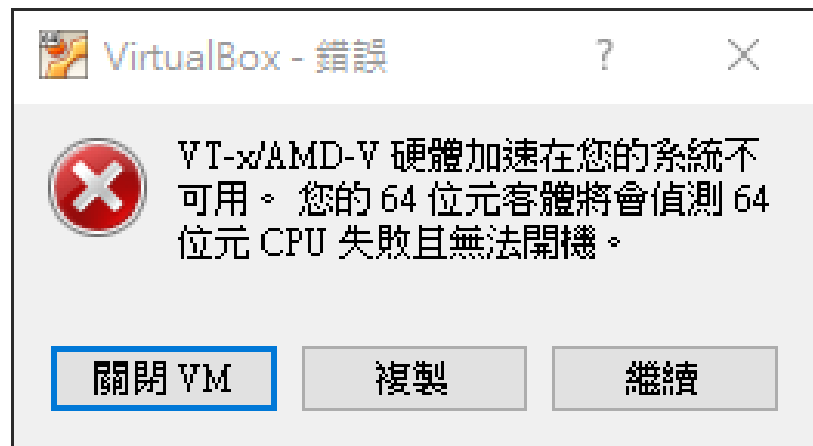 VirtualBox - 錯誤
?
VT-x/AMD-V 硬體加速在您的系統不
可用。 您的 64 位元客體將會偵測 64
位元 CPU 失敗且無法開機。
關閉 VM
複製
繼續